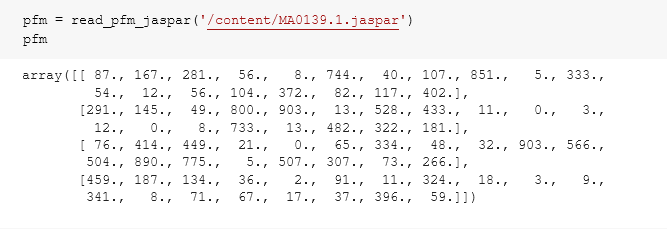 pfm = read_pfm_jaspar('/content/MA0139.1.jaspar')
pfm
array([[ 87., 167., 281., 56., 8., 744., 40., 107., 851., 5., 333.,
54., 12., 56., 104., 372., 82., 117., 402.],
[291., 145., 49., 800., 903., 13., 528., 433., 11., 0., 3.,
12., 0., 8., 733., 13., 482., 322., 181.],
[ 76., 414., 449., 21., 0., 65., 334., 48., 32., 903., 566.,
504., 890., 775., 5., 507., 307., 73., 266.],
[459., 187., 134., 36., 2., 91., 11., 324., 18., 3., 9.,
341., 8., 71., 67., 17., 37., 396., 59.]])